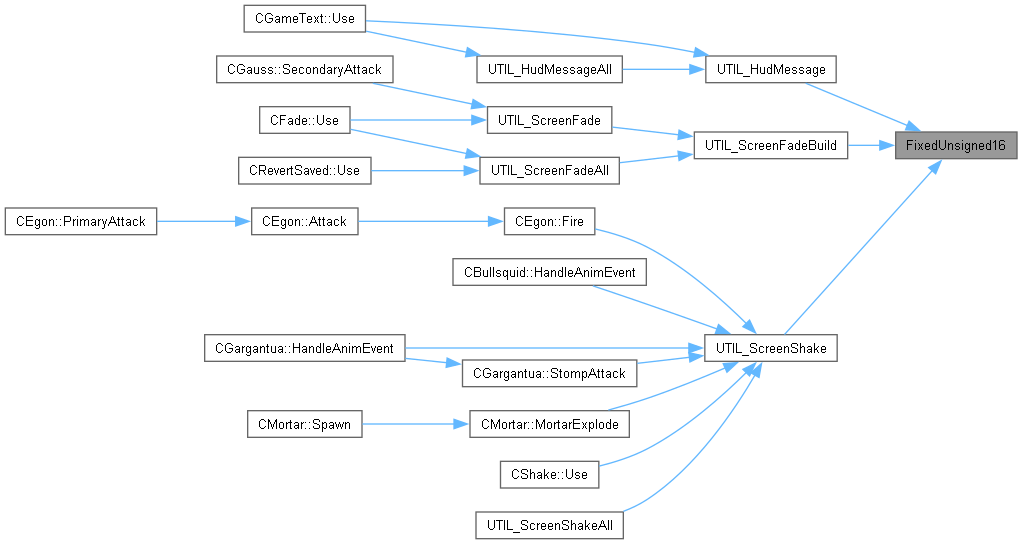 CGameText::Use
CGauss::SecondaryAttack
UTIL_HudMessageAll
UTIL_HudMessage
CFade::Use
UTIL_ScreenFade
UTIL_ScreenFadeBuild
FixedUnsigned16
CRevertSaved::Use
UTIL_ScreenFadeAll
CEgon::PrimaryAttack
CEgon::Attack
CEgon::Fire
CBullsquid::HandleAnimEvent
CGargantua::HandleAnimEvent
UTIL_ScreenShake
CGargantua::StompAttack
CMortar::Spawn
CMortar::MortarExplode
CShake::Use
UTIL_ScreenShakeAll